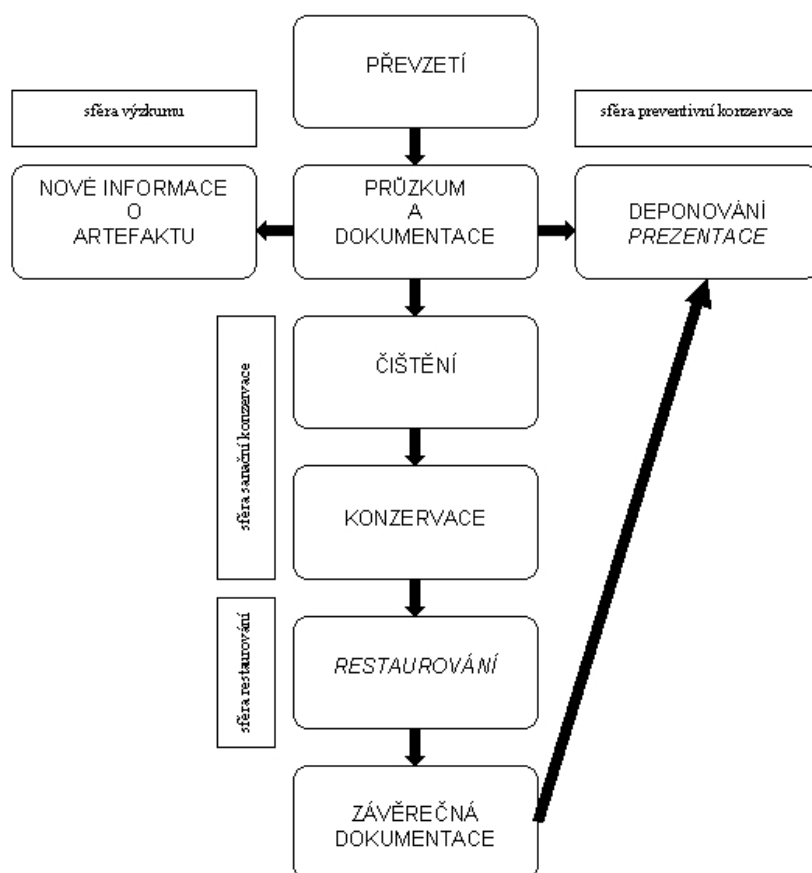 PŘEVZETÍ
sféra výzkumu
sféra preventivní konzervace
NOVÉ INFORMACE
O
ARTEFAKTU
PRŮZKUM
A
DOKUMENTACE
DEPONOVÁNÍ
PREZENTACE
sféra sanační konzervace
ČIŠTĚNÍ
KONZERVACE
sféra restaurování
RESTAUROVÁNÍ
ZÁVĚREČNÁ
DOKUMENTACE